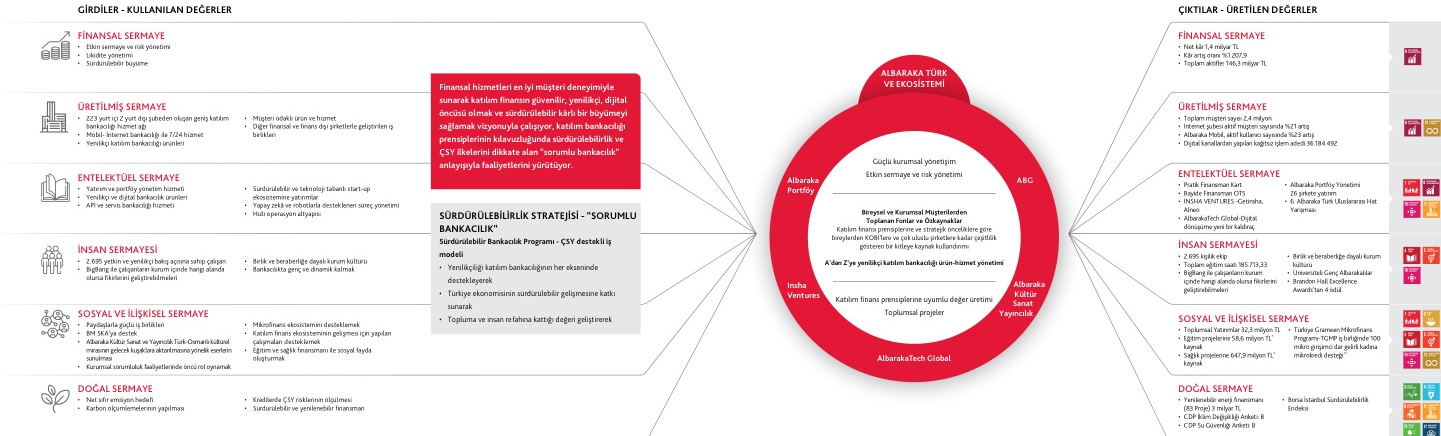 GİRDİLER - KULLANILAN DEĞERLER
FİNANSAL SERMAYE
• Etkin sermaye ve risk yönetimi
• Likidite yönetimi
• Sürdürülebilir büyüme
ÜRETİLMİŞ SERMAYE
• 223 yurt içi 2 yurt dışı şubeden oluşan geniş katılım
bankacılığı hizmet ağı
• Mobil- İnternet bankacılığı ile 7/24 hizmet
• Yenilikçi katılım bankacılığı ürünleri
• Müşteri odaklı ürün ve hizmet
• Diğer finansal ve finans dışı şirketlerle geliştirilen iş
birlikleri
ENTELEKTÜEL SERMAYE
• Yatırım ve portföy yönetim hizmeti
• Yenilikçi ve dijital bankacılık ürünleri
• API ve servis bankacılığı hizmeti
• Sürdürülebilir ve teknoloji tabanlı start-up
ekosistemine yatırımlar
• Yapay zekâ ve robotlarla desteklenen süreç yönetimi
• Hızlı operasyon altyapısı
İNSAN SERMAYESİ
• 2.695 yetkin ve yenilikçi bakış açısına sahip çalışan
• BigBang ile çalışanların kurum içinde hangi alanda
olursa fikirlerini geliştirebilmeleri
• Birlik ve beraberliğe dayalı kurum kültürü
• Bankacılıkta genç ve dinamik kalmak
SOSYAL VE İLİŞKİSEL SERMAYE
• Paydaşlarla güçlü iş birlikleri
• BM SKA'ya destek
• Albaraka Kültür Sanat ve Yayıncılık Türk-Osmanlı kültürel
mirasının gelecek kuşaklara aktarılmasına yönelik eserlerin
sunulması
• Kurumsal sorumluluk faaliyetlerinde öncü rol oynamak
• Mikrofinans ekosistemini desteklemek
• Katılım finans ekosistemini gelişmesi için yapılan
çalışmaları desteklemek
• Eğitim ve sağlık finansmanı ile sosyal fayda
oluşturmak
DOĞAL SERMAYE
• Net sıfır emisyon hedefi
• Karbon ölçümlemelerinin yapılması
• Kredilerde ÇSY risklerinin ölçülmesi
• Sürdürülebilir ve yenilenebilir finansman
Finansal hizmetleri en iyi müşteri deneyimiyle
sunarak katılım finansın güvenilir, yenilikçi, dijital
öncüsü olmak ve sürdürülebilir kârlı bir büyümeyi
sağlamak vizyonuyla çalışıyor, katılım bankacılığı
prensiplerinin kılavuzluğunda sürdürülebilirlik ve
ÇSY ilkelerini dikkate alan "sorumlu bankacılık"
anlayışıyla faaliyetlerini yürütüyor.
SÜRDÜRÜLEBİLİRLİK STRATEJİSİ - "SORUMLU
BANKACILIK"
Sürdürülebilir Bankacılık Programı - ÇSY destekli iş
modeli
• Yenilikçiliği katılım bankacılığının her ekseninde
destekleyerek
• Türkiye ekonomisinin sürdürülebilir gelişmesine katkı
sunarak
• Topluma ve insan refahına kattığı değeri geliştirerek
ALBARAKA TÜRK
VE EKOSİSTEMİ
Albaraka
Portföy
ABG
Insha
Ventures
Albaraka
Kültür
Sanat
Yayıncılık
AlbarakaTech Global
Güçlü kurumsal yönetişim
Etkin sermaye ve risk yönetimi
Bireysel ve Kurumsal Müşterilerden
Toplanan Fonlar ve Özkaynaklar
Katılım finans prensiplerine ve stratejik önceliklere göre
bireylerden KOBİ'lere ve çok uluslu şirketlere kadar çeşitlilik
gösteren bir kitleye kaynak kullandırımı
A'dan Z'ye yenilikçi katılım bankacılığı ürün-hizmet yönetimi
Katılım finans prensiplerine uyumlu değer üretimi
Toplumsal projeler
ÇIKTILAR - ÜRETİLEN DEĞERLER
FİNANSAL SERMAYE
• Net kâr 1,4 milyar TL
• Kâr artış oranı %1207,9
• Toplam aktifler 146,3 milyar TL
ÜRETİLMİŞ SERMAYE
• Toplam müşteri sayısı 2,4 milyon
• İnternet şubesi aktif müşteri sayısında %21 artış
• Albaraka Mobil, aktif kullanıcı sayısında %23 artış
• Dijital kanallardan yapılan kağıtsız işlem adedi 36.184.492
ENTELEKTÜEL SERMAYE
• Pratik Finansman Kart
• Bayide Finansman OTS
• İNSHA VENTURES -Getinsha,
Alneo
• AlbarakaTech Global-Dijital
dönüşüme yeni bir kaldıraç
• Albaraka Portföy Yönetimi
26 şirkete yatırım
• 6. Albaraka Türk Uluslararası Hat
Yarışması
İNSAN SERMAYESİ
• 2 695 kişilik ekip
• Toplam eğitim saati 185.713,33
• BigBang ile çalışanların kurum
içinde hangi alanda olursa fikirlerini
geliştirebilmeleri
• Birlik ve beraberliğe dayalı kurum
kültürü
• Üniversiteli Genç Albarakalılar
• Brandon Hall Excellence
Awards'tan 4 ödül
SOSYAL VE İLİŞKİSEL SERMAYE
• Toplumsal Yatırımlar 32,3 milyon TL
• Eğitim projelerine 58,6 milyon TL*
kaynak
• Sağlık projelerine 647,9 milyon TL*
kaynak
• Türkiye Grameen Mikrofinans
Programı-TGMP iş birliğinde 100
mikro girişimci dar gelirli kadına
mikrokredi desteği**
DOĞAL SERMAYE
• Yenilenebilir enerji finansmanı
(83 Proje) 3 milyar TL
• CDP İklim Değişikliği Anketi: B
• CDP Su Güvenliği Anketi: B
• Borsa İstanbul Sürdürülebilirlik
Endeksi